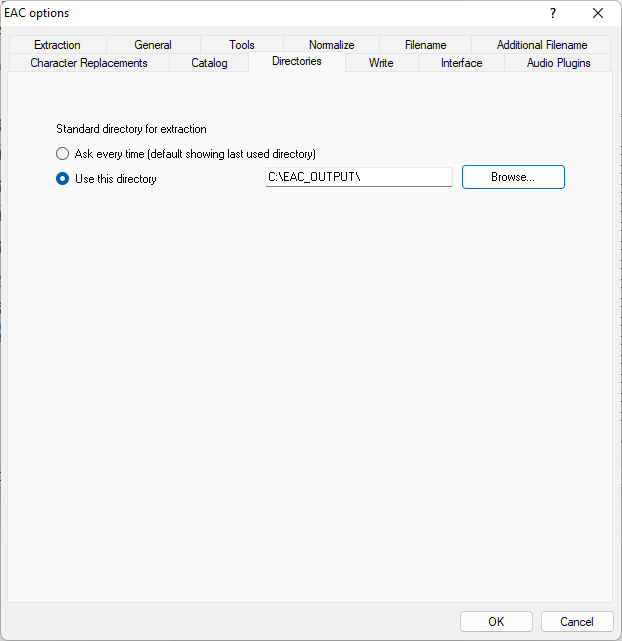 EAC options
?
Extraction General Tools Normalize Filename Additional Filename
Character Replacements Catalog Directories Write Interface Audio Plugins
Standard directory for extraction
Ask every time (default showing last used directory)
Use this directory C:\EAC_OUTPUT\ Browse...
OK Cancel